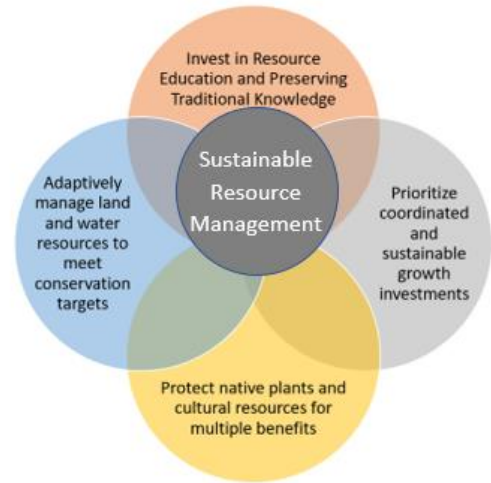 Invest in Resource
Education and Preserving
Traditional Knowledge
Sustainable
Resource
Management
Adaptively
manage land
and water
resources to
meet
conservation
targets
Prioritize
coordinated
and
sustainable
growth
investments
Protect native plants and
cultural resources for
multiple benefits